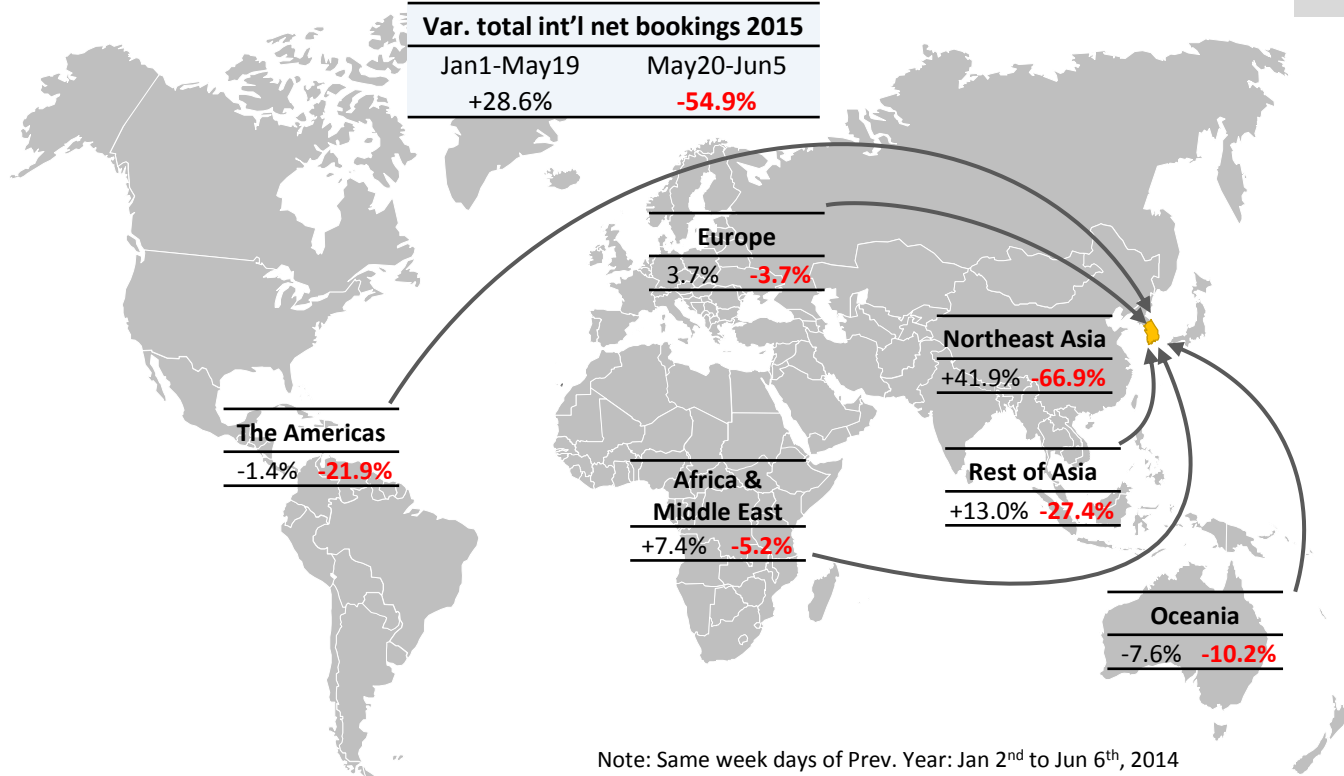 Var. total int'l net bookings 2015
Jan1-May19 May20-Jun5
+28.6% -54.9%
Europe
3.7% -3.7%
Northeast Asia
+41.9% -66.9%
The Americas
-1.4% -21.9%
Africa &
Middle East
+7.4% -5.2%
Rest of Asia
+13.0% -27.4%
Oceania
-7.6% -10.2%
Note: Same week days of Prev. Year: Jan 2nd to Jun 6th, 2014